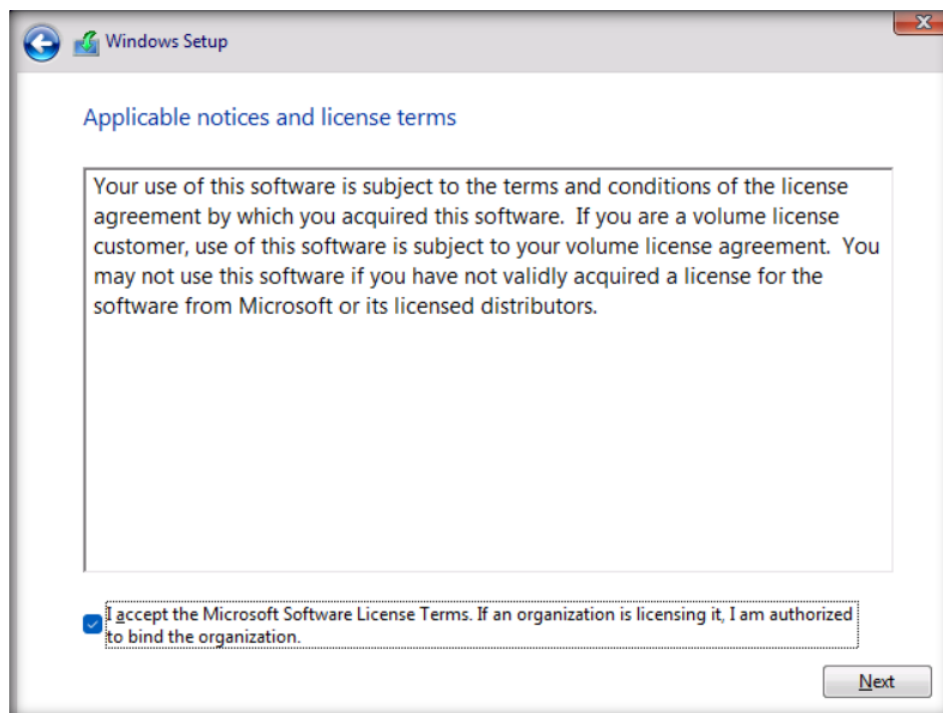 Windows Setup
Applicable notices and license terms
Your use of this software is subject to the terms and conditions of the license
agreement by which you acquired this software.  If you are a volume license
customer, use of this software is subject to your volume license agreement.  You
may not use this software if you have not validly acquired a license for the
software from Microsoft or its licensed distributors.
I accept the Microsoft Software License Terms. If an organization is licensing it, I am authorized
to bind the organization.
Next